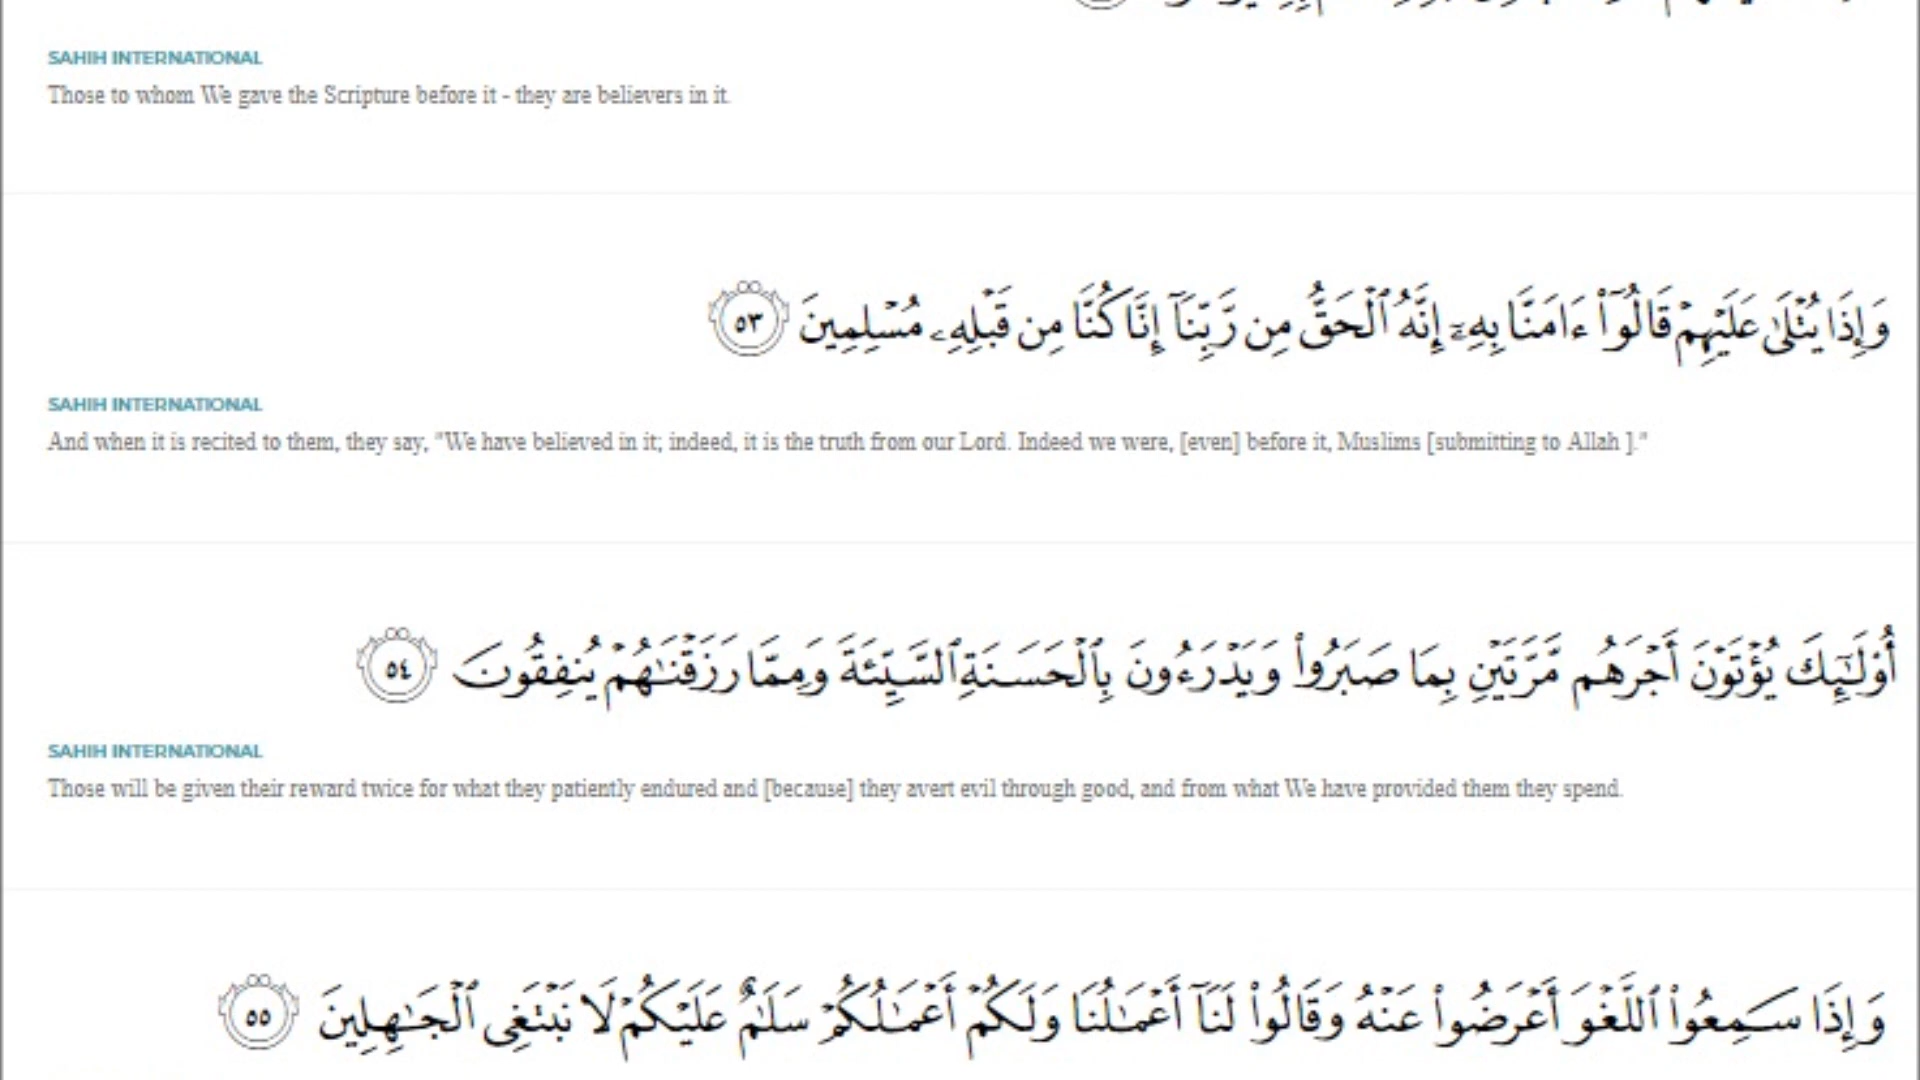 SAHIH INTERNATIONAL
Those to whom We gave the Scripture before it - they are believers in it.
وَإِذَا يُتْلَىٰ عَلَيْهِمْ قَالُوٓا۟ ءَامَنَّا بِهِۦٓ إِنَّهُ ٱلْحَقُّ مِن رَّبِّنَآ إِنَّا كُنَّا مِن قَبْلِهِۦ مُسْلِمِينَ ٥٣
SAHIH INTERNATIONAL
And when it is recited to them, they say, "We have believed in it; indeed, it is the truth from our Lord. Indeed we were, [even] before it, Muslims [submitting to Allah ]."
أُو۟لَـٰٓئِكَ يُؤْتَوْنَ أَجْرَهُم مَّرَّتَيْنِ بِمَا صَبَرُوا۟ وَيَدْرَءُونَ بِٱلْحَسَنَةِ ٱلسَّيِّئَةَ وَمِمَّا رَزَقْنَـٰهُمْ يُنفِقُونَ ٥٤
SAHIH INTERNATIONAL
Those will be given their reward twice for what they patiently endured and [because] they avert evil through good, and from what We have provided them they spend.
وَإِذَا سَمِعُوا۟ ٱللَّغْوَ أَعْرَضُوا۟ عَنْهُ وَقَالُوا۟ لَنَآ أَعْمَـٰلُنَا وَلَكُمْ أَعْمَـٰلُكُمْ سَلَـٰمٌ عَلَيْكُمْ لَا نَبْتَغِى ٱلْجَـٰهِلِينَ ٥٥